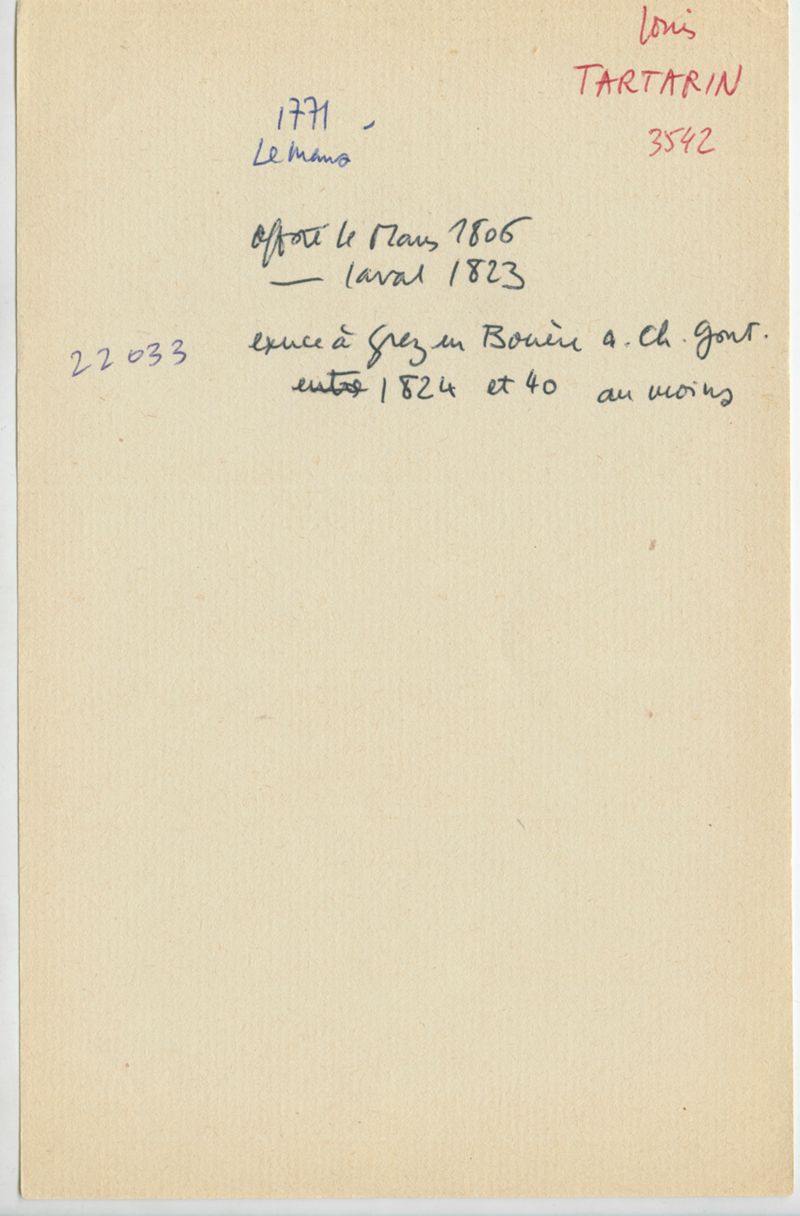 Louis
TARTARIN
3542
1771 -
Le Mans
affecté le Mans 1806
— Laval 1823
22033 exerce à Grez en Bouère a. Ch. Gont.
entre 1824 et 40 au moins